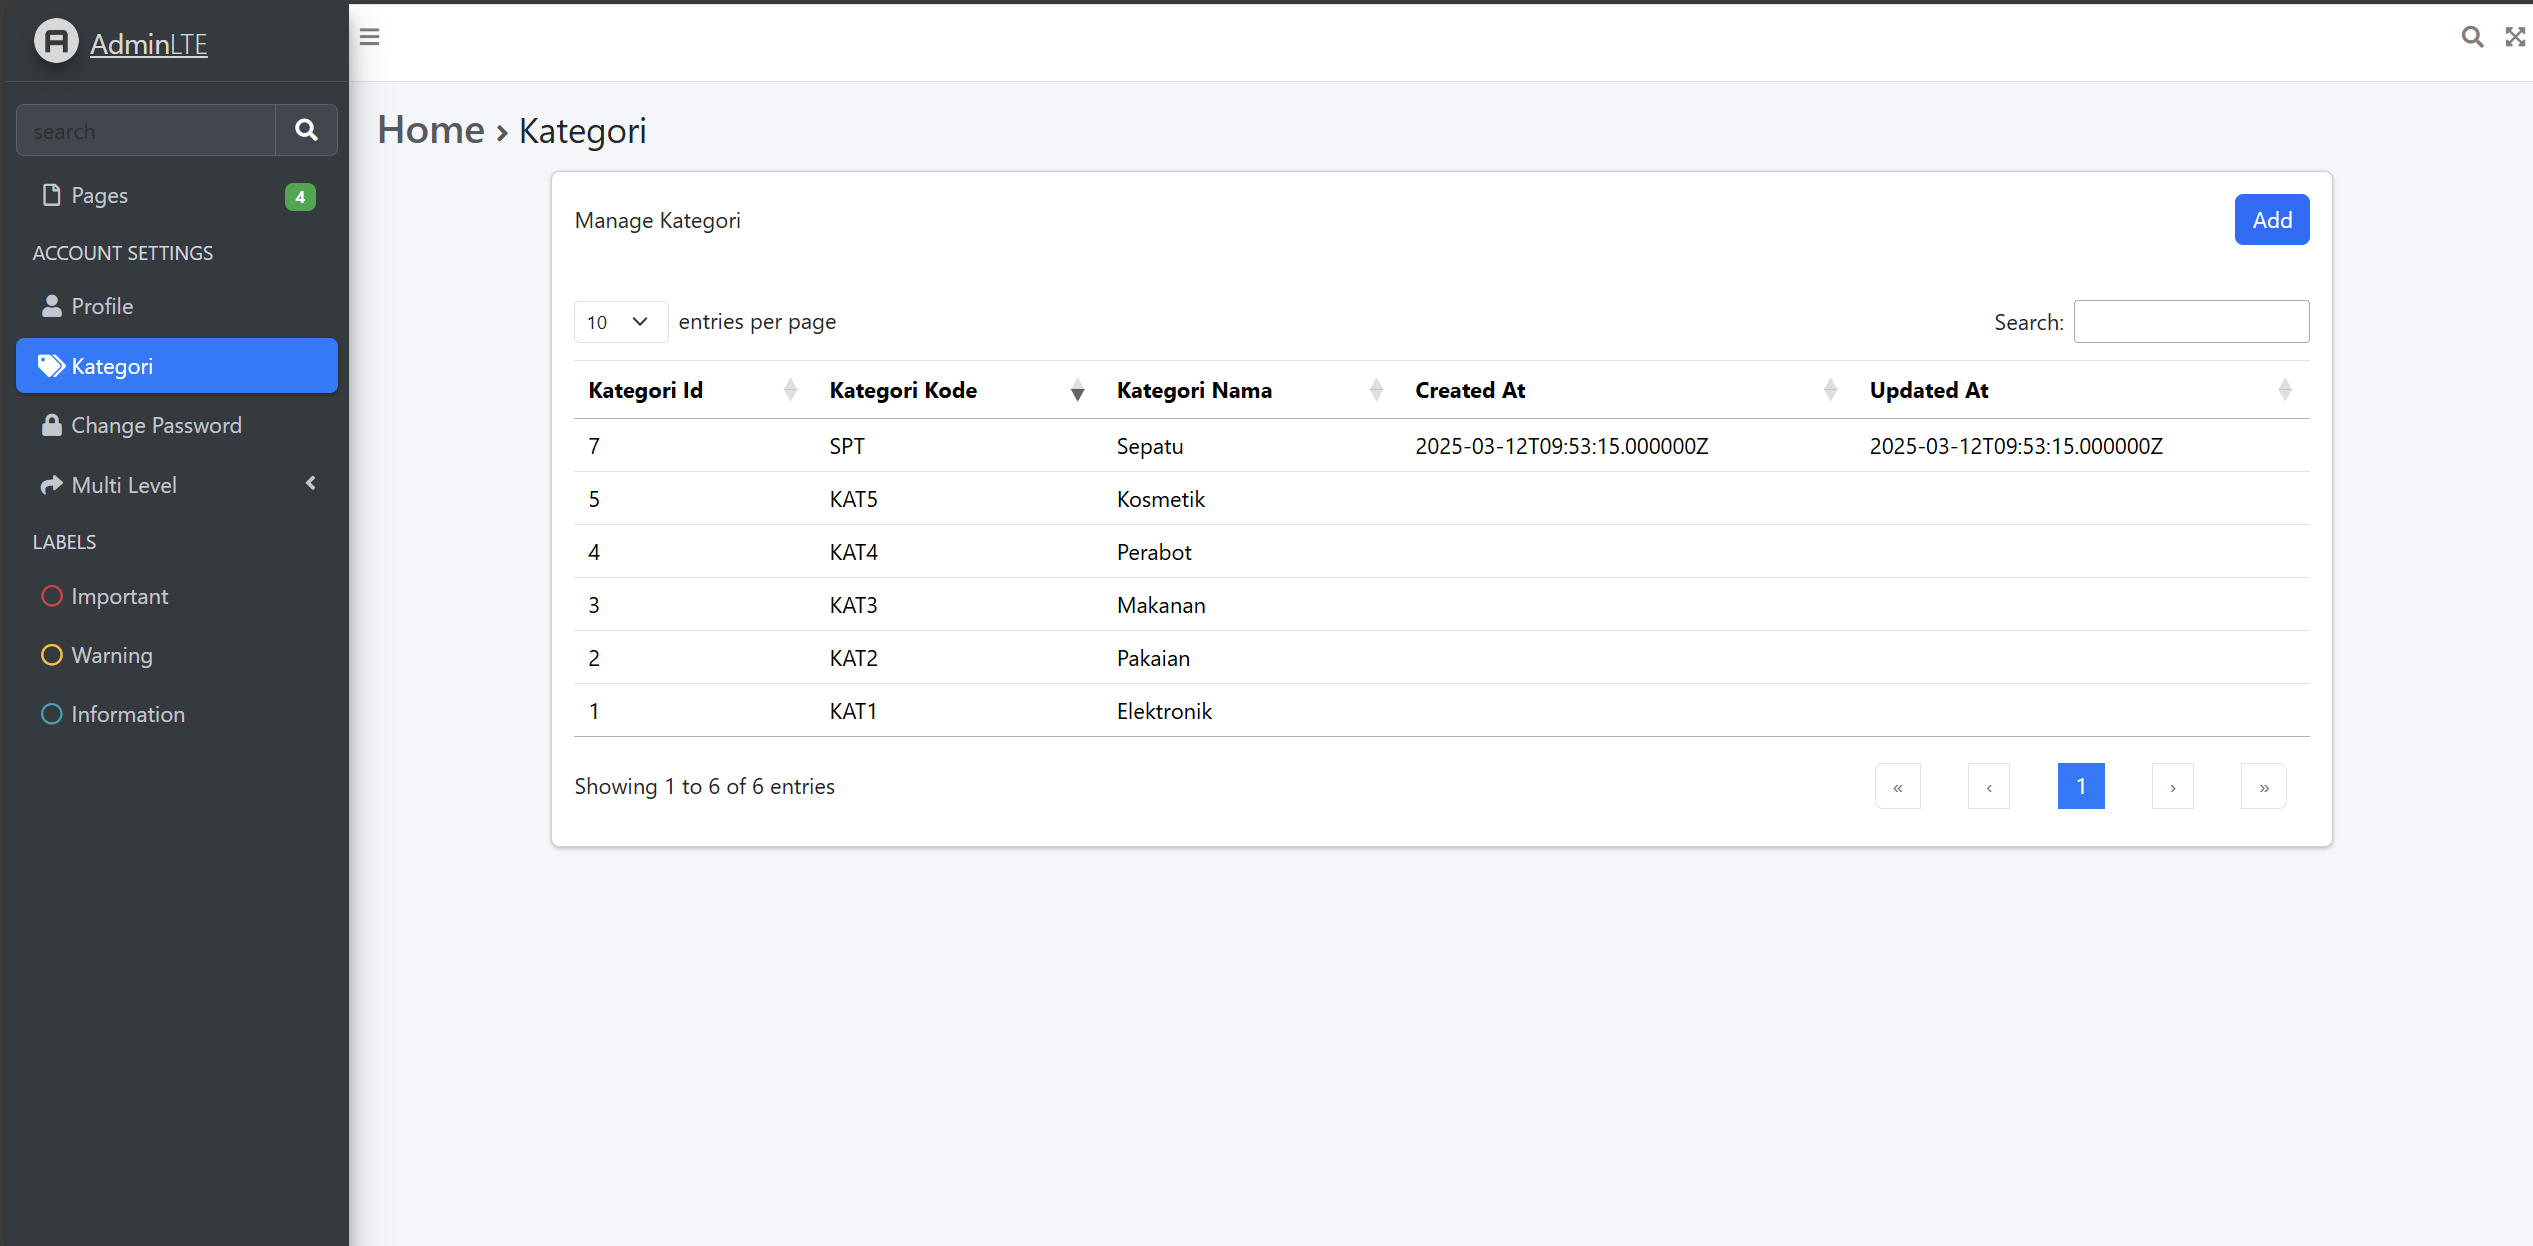 AdminLTE
search
Pages 4
ACCOUNT SETTINGS
Profile
Kategori
Change Password
Multi Level
LABELS
Important
Warning
Information
Home › Kategori
Manage Kategori Add
10 entries per page Search:
Kategori Id Kategori Kode Kategori Nama Created At Updated At
7 SPT Sepatu 2025-03-12T09:53:15.000000Z 2025-03-12T09:53:15.000000Z
5 KAT5 Kosmetik
4 KAT4 Perabot
3 KAT3 Makanan
2 KAT2 Pakaian
1 KAT1 Elektronik
Showing 1 to 6 of 6 entries « ‹ 1 › »